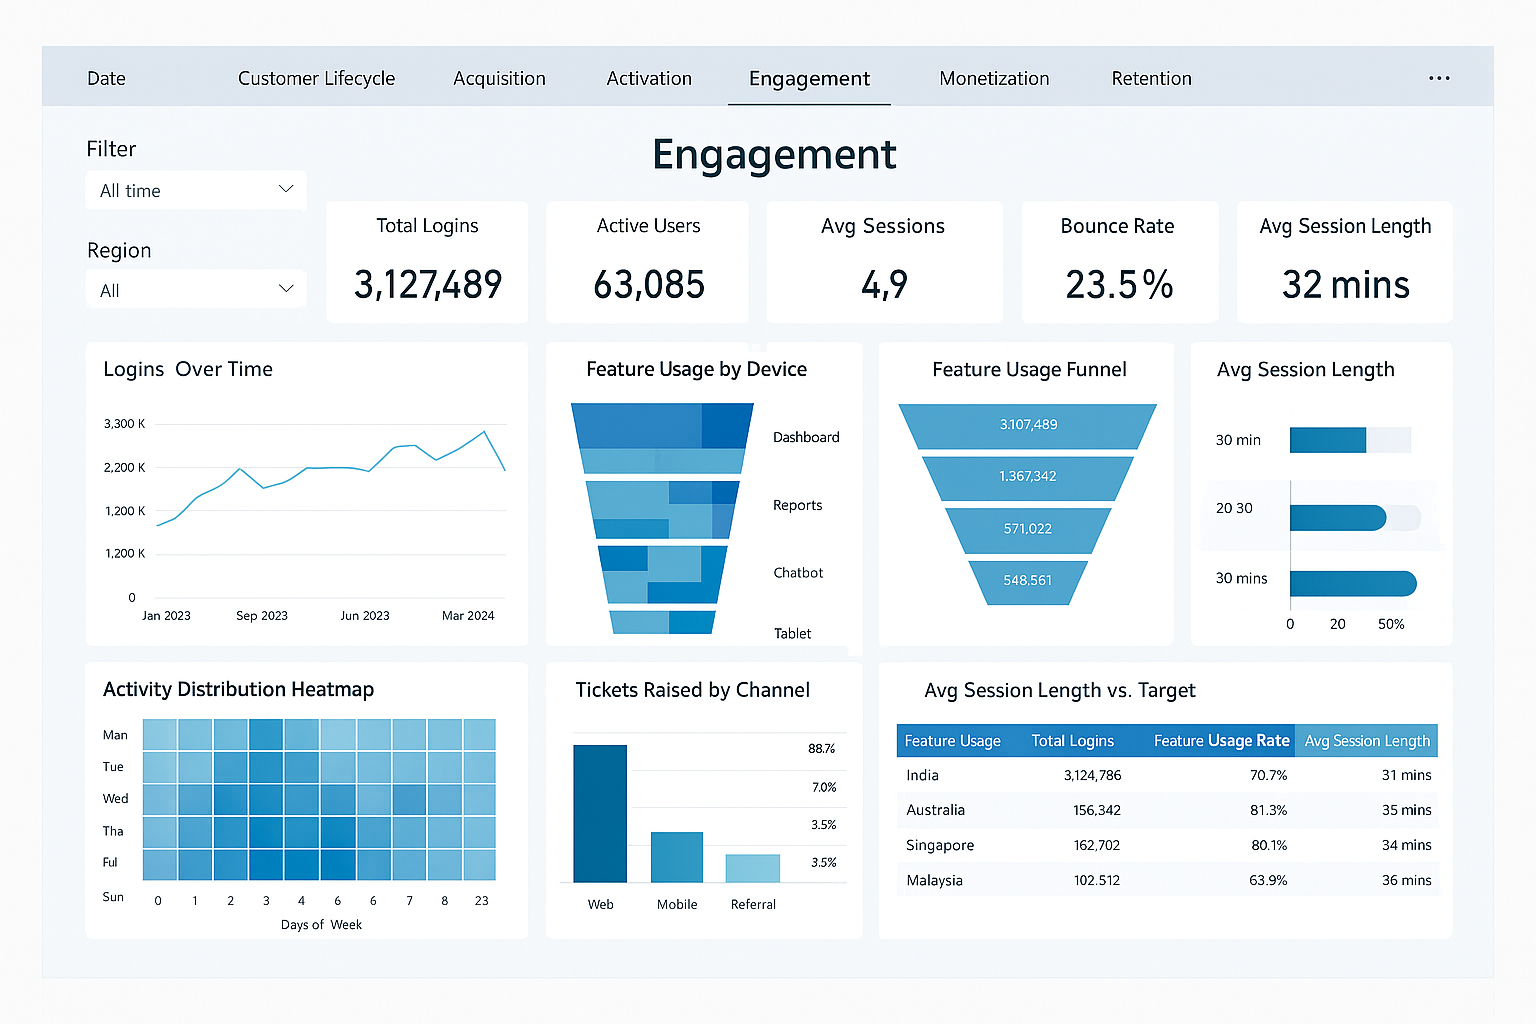 Date Customer Lifecycle Acquisition Activation Engagement Monetization Retention ...
Filter
All time
Region
All
Engagement
Total Logins
3,127,489
Active Users
63,085
Avg Sessions
4,9
Bounce Rate
23.5%
Avg Session Length
32 mins
Logins Over Time
3,300 K
2,200 K
1,200 K
1,200 K
0
Jan 2023 Sep 2023 Jun 2023 Mar 2024
Feature Usage by Device
Dashboard
Reports
Chatbot
Tablet
Feature Usage Funnel
3.107,489
1.367,342
571,022
548,561
Avg Session Length
30 min
20 30
30 mins
0 20 50%
Activity Distribution Heatmap
Man
Tue
Wed
Tha
Ful
Sun
0 1 2 3 4 6 6 7 8 23
Days of Week
Tickets Raised by Channel
88.7%
7.0%
3.5%
3.5%
Web Mobile Referral
Avg Session Length vs. Target
Feature Usage Total Logins Feature Usage Rate Avg Session Length
India 3,124,786 70.7% 31 mins
Australia 156,342 81.3% 35 mins
Singapore 162,702 80.1% 34 mins
Malaysia 102.512 63.9% 36 mins